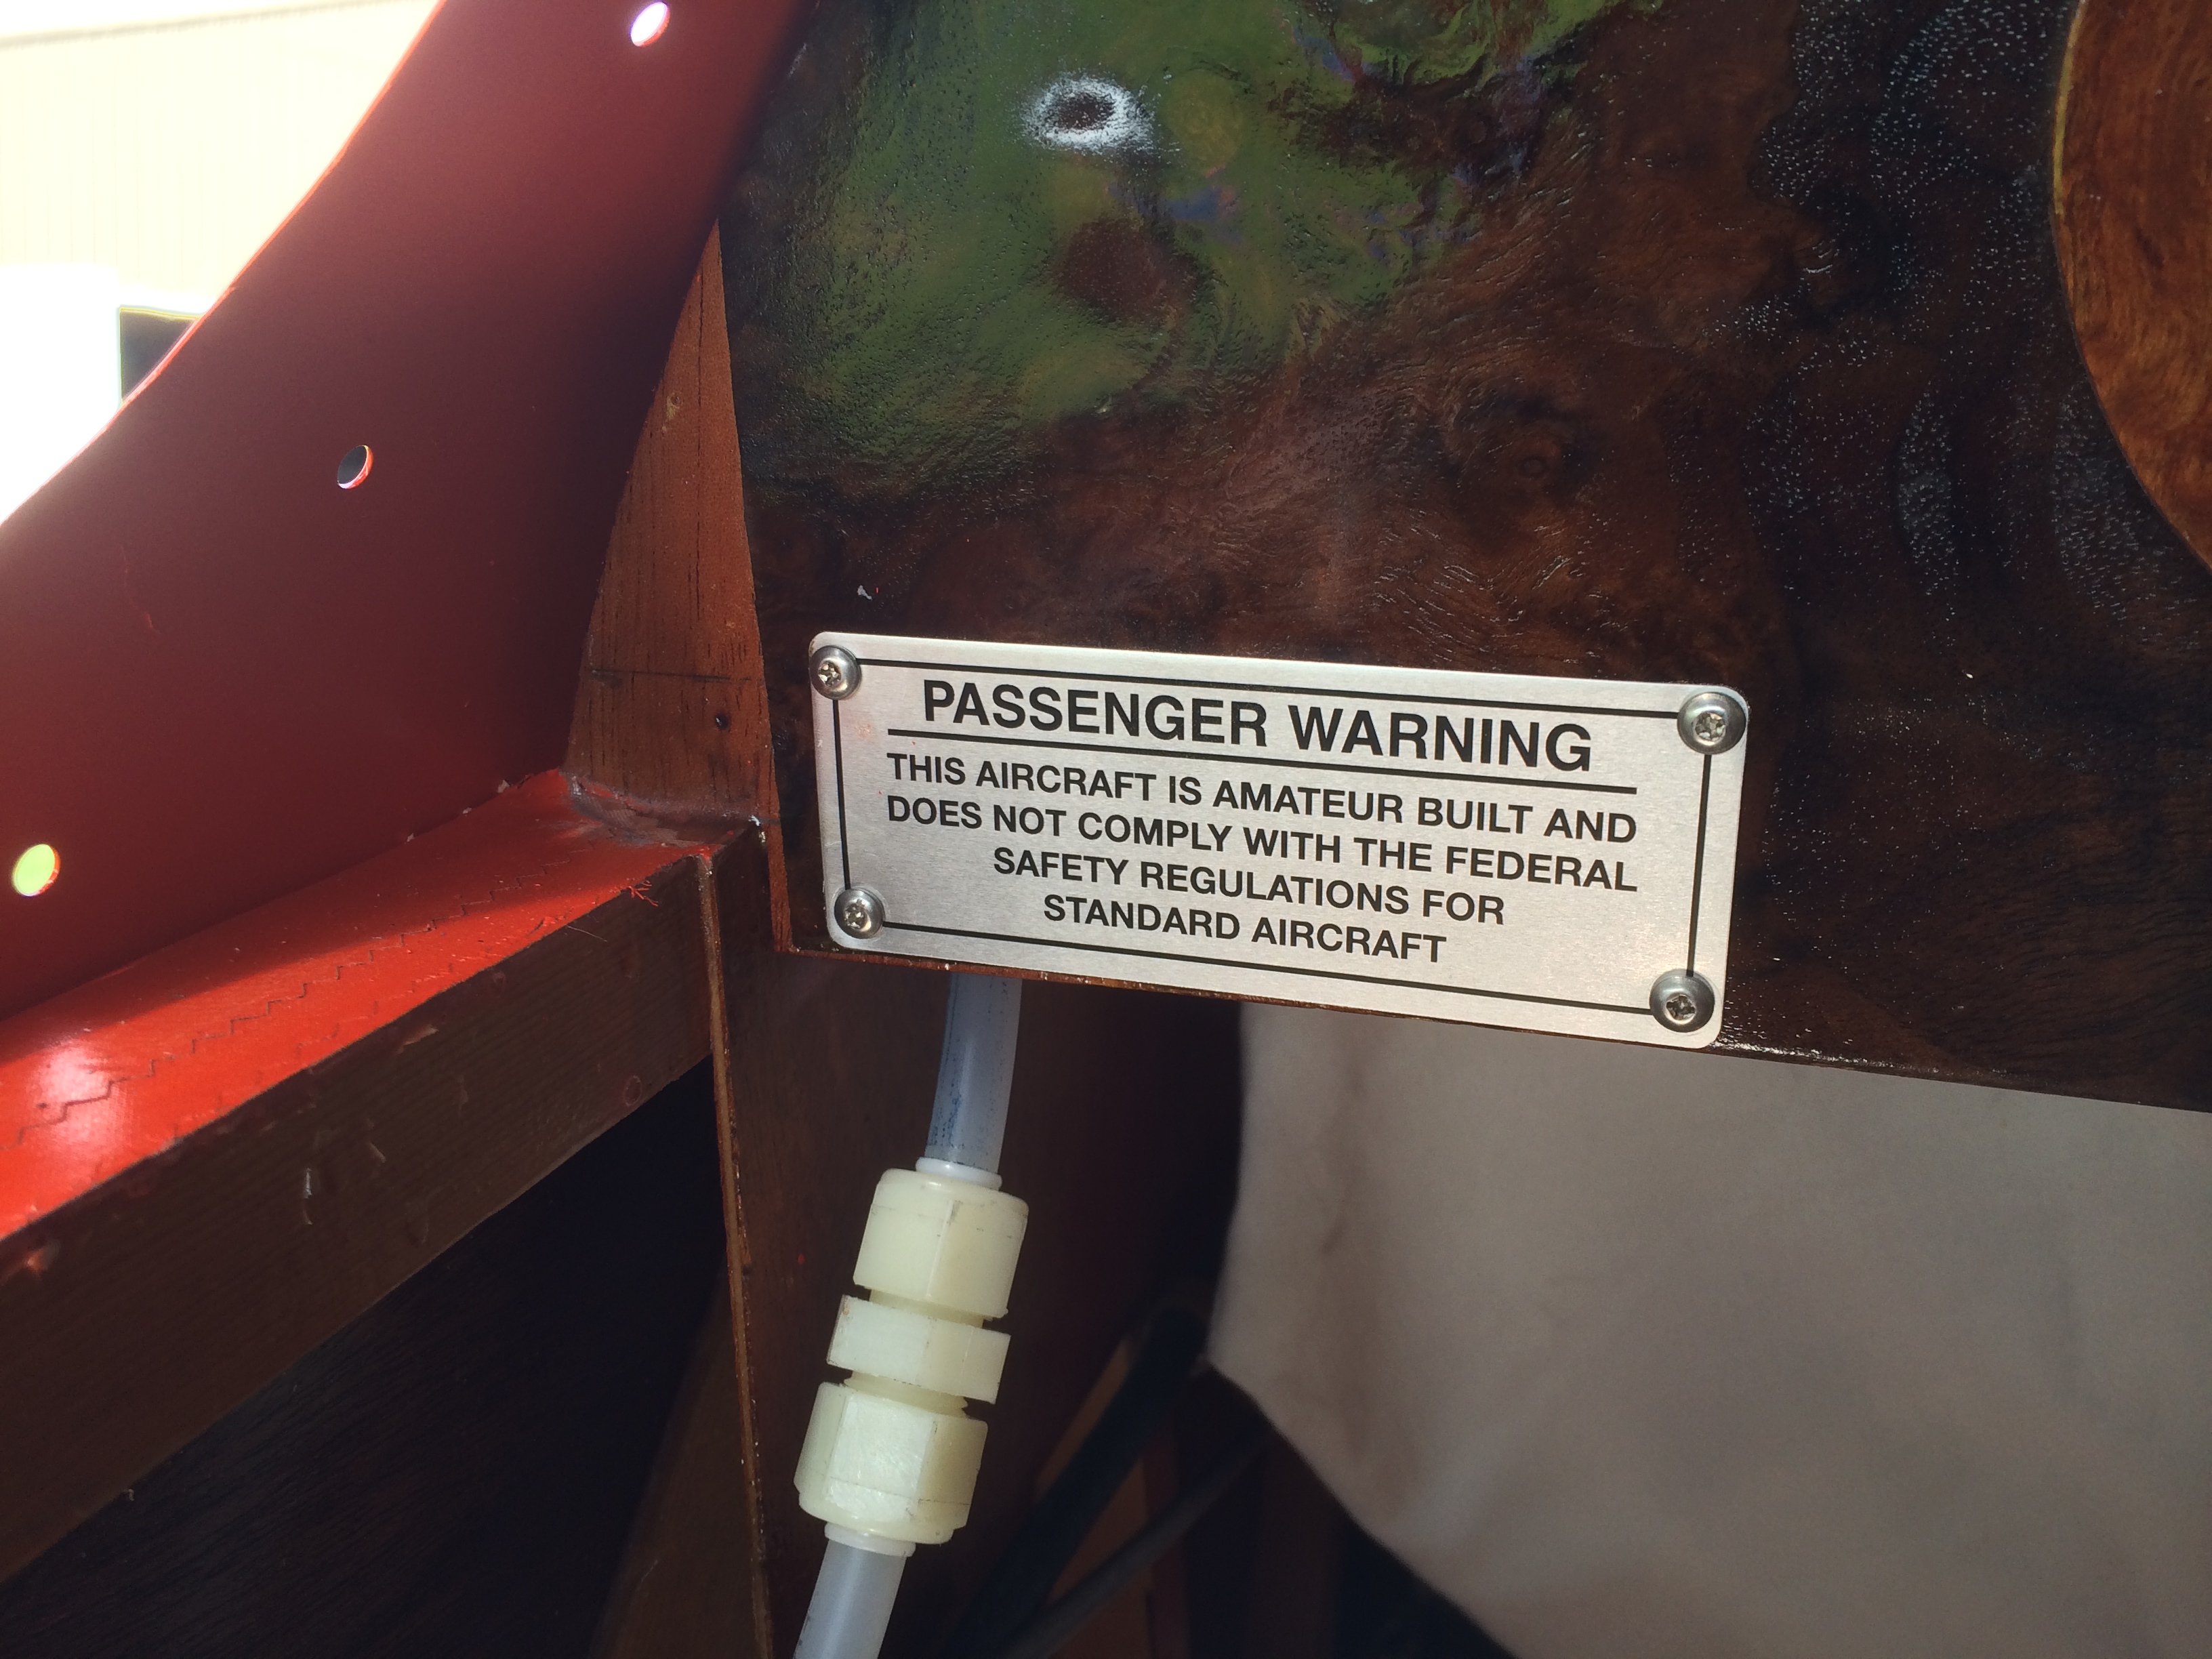 PASSENGER WARNING
THIS AIRCRAFT IS AMATEUR BUILT AND
DOES NOT COMPLY WITH THE FEDERAL
SAFETY REGULATIONS FOR
STANDARD AIRCRAFT